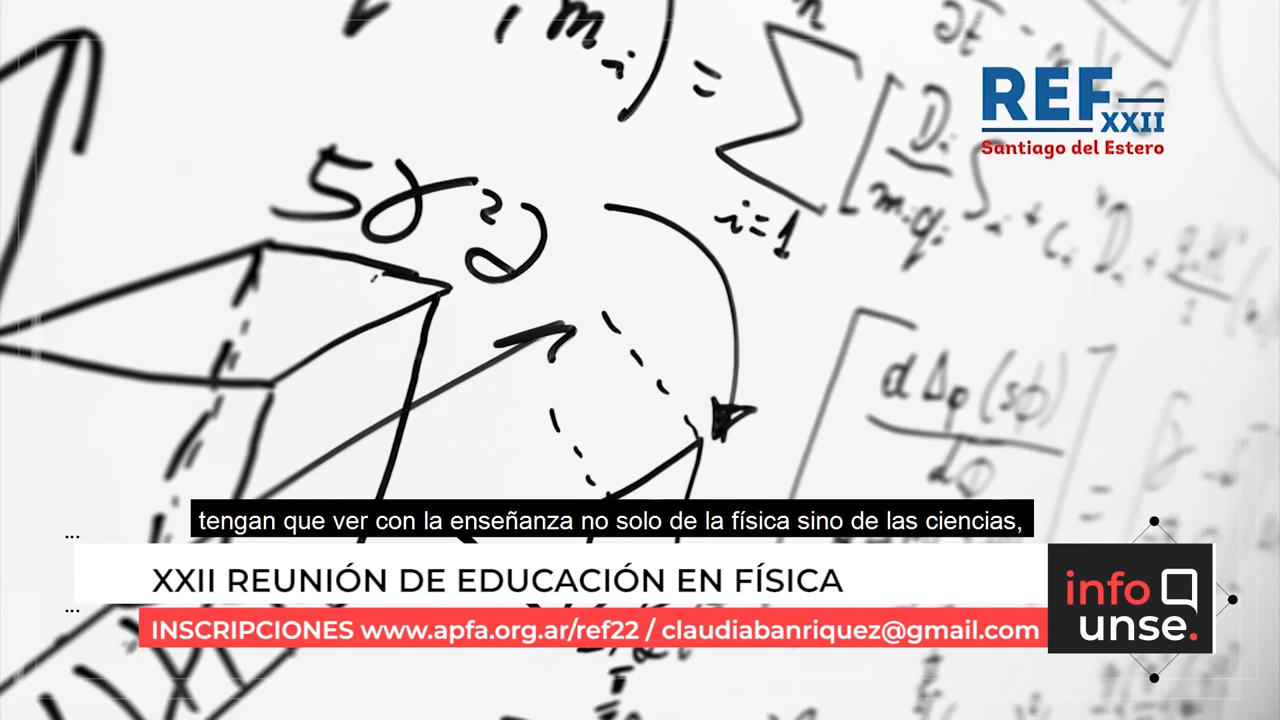 REF
XXII
Santiago del Estero
i=1
tengan que ver con la enseñanza no solo de la física sino de las ciencias,
XXII REUNIÓN DE EDUCACIÓN EN FÍSICA
INSCRIPCIONES www.apfa.org.ar/ref22 / claudiabanriquez@gmail.com
info
unse.